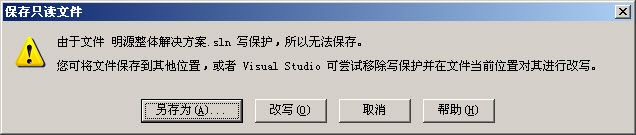 保存只读文件
由于文件 明源整体解决方案.sln 写保护，所以无法保存。
您可将文件保存到其他位置，或者 Visual Studio 可尝试移除写保护并在文件当前位置对其进行改写。
另存为(A)... 改写(O) 取消 帮助(H)